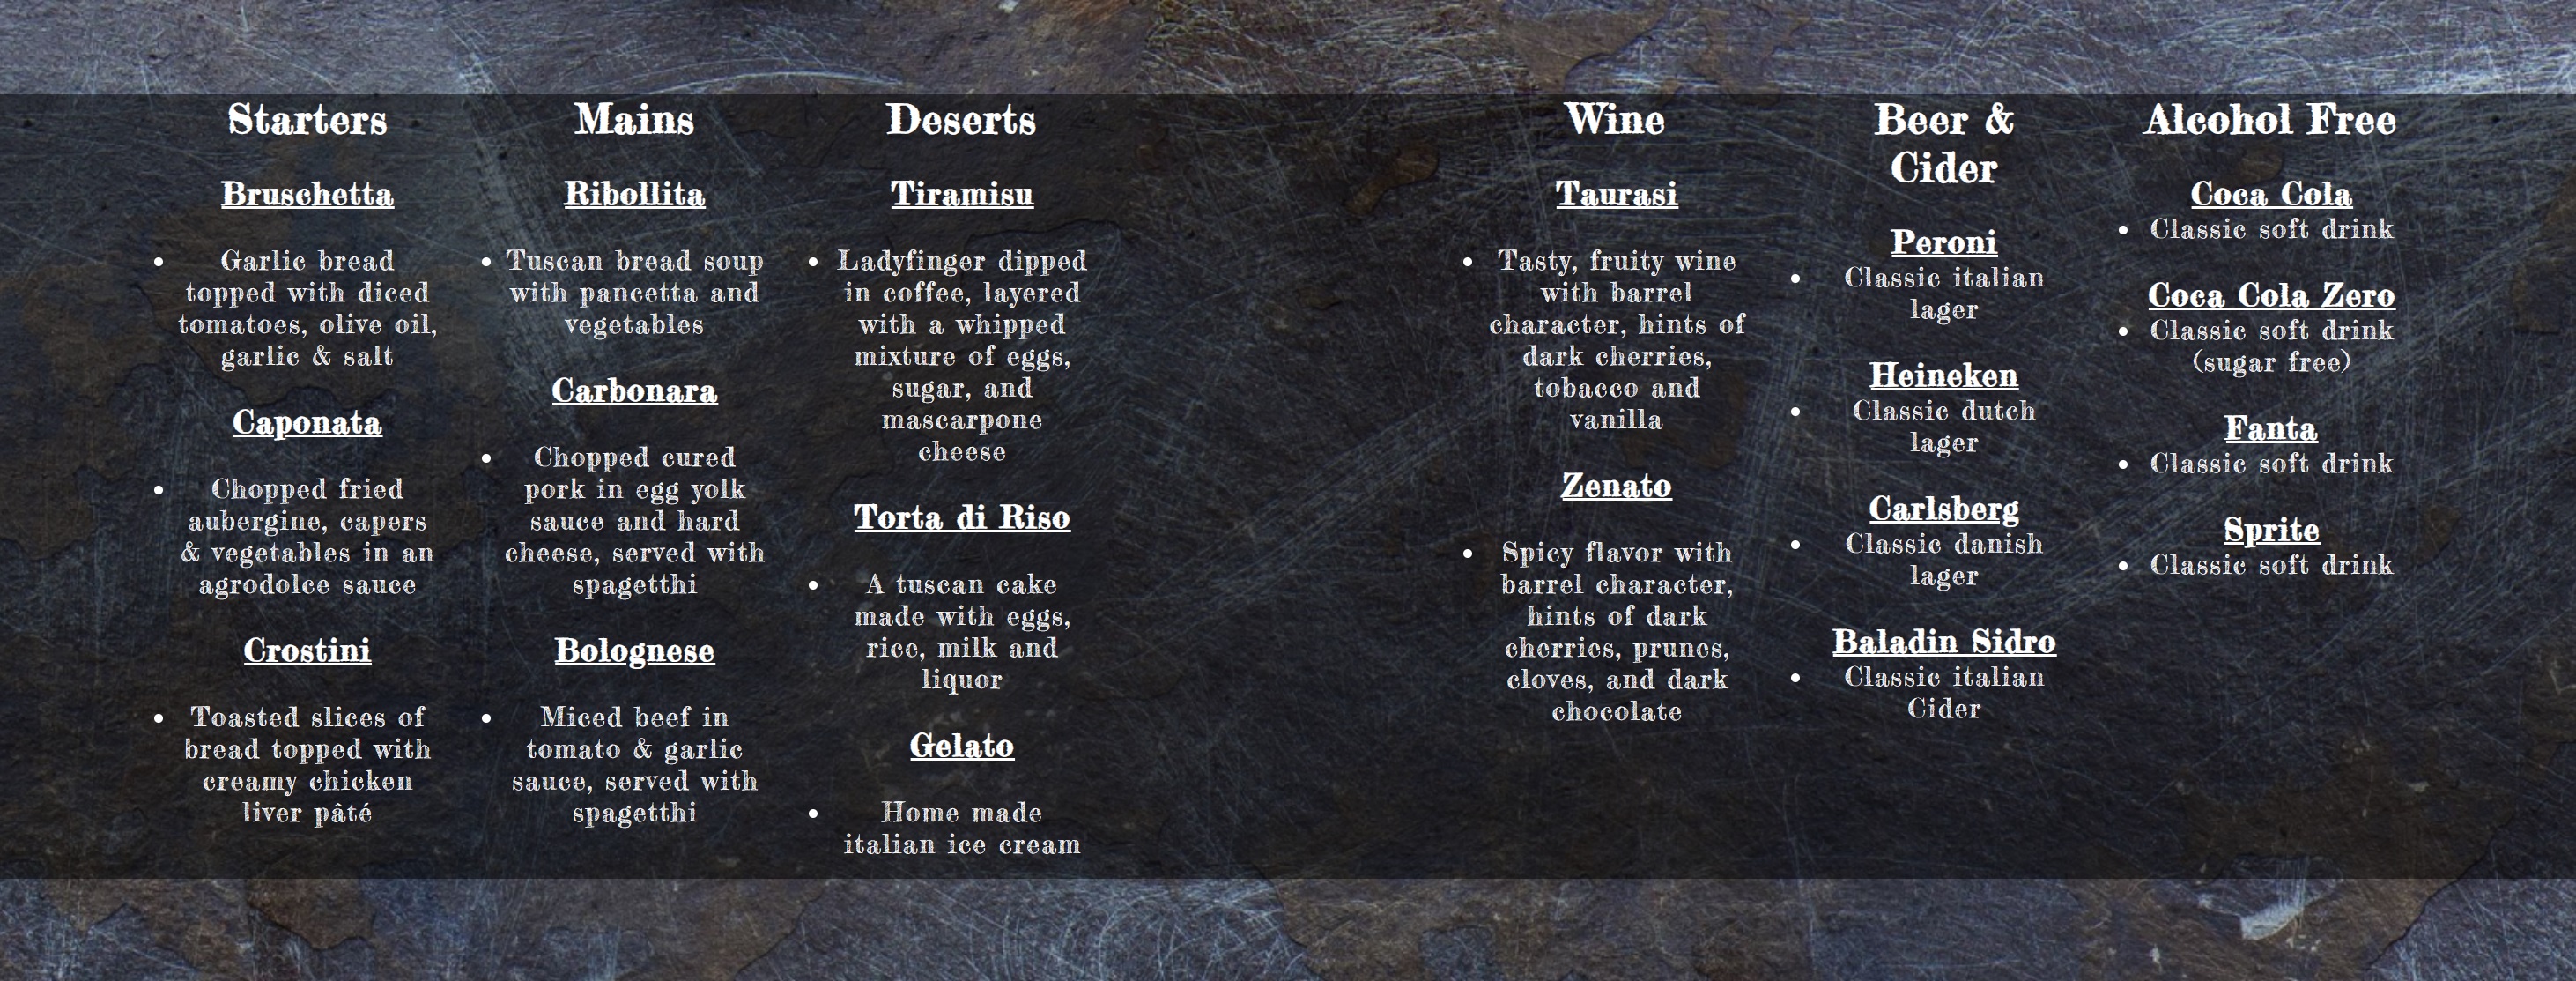 Starters
Bruschetta
Garlic bread
topped with diced
tomatoes, olive oil,
garlic & salt
Caponata
Chopped fried
aubergine, capers
& vegetables in an
agrodolce sauce
Crostini
Toasted slices of
bread topped with
creamy chicken
liver pâté
Mains
Ribollita
Tuscan bread soup
with pancetta and
vegetables
Carbonara
Chopped cured
pork in egg yolk
sauce and hard
cheese, served with
spagetthi
Bolognese
Miced beef in
tomato & garlic
sauce, served with
spagetthi
Deserts
Tiramisu
Ladyfinger dipped
in coffee, layered
with a whipped
mixture of eggs,
sugar, and
mascarpone
cheese
Torta di Riso
A tuscan cake
made with eggs,
rice, milk and
liquor
Gelato
Home made
italian ice cream
Wine
Taurasi
Tasty, fruity wine
with barrel
character, hints of
dark cherries,
tobacco and
vanilla
Zenato
Spicy flavor with
barrel character,
hints of dark
cherries, prunes,
cloves, and dark
chocolate
Beer &
Cider
Peroni
Classic italian
lager
Heineken
Classic dutch
lager
Carlsberg
Classic danish
lager
Baladin Sidro
Classic italian
Cider
Alcohol Free
Coca Cola
Classic soft drink
Coca Cola Zero
Classic soft drink
(sugar free)
Fanta
Classic soft drink
Sprite
Classic soft drink